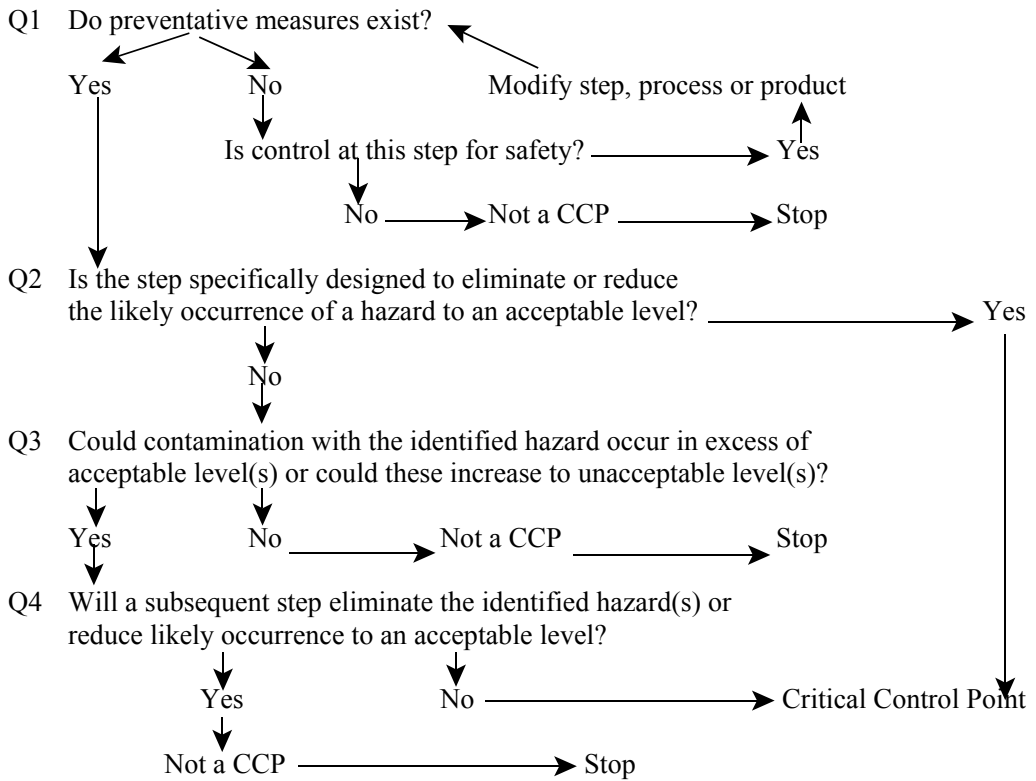 Q1 Do preventative measures exist?
Yes No Modify step, process or product
Is control at this step for safety? Yes
No Not a CCP Stop
Q2 Is the step specifically designed to eliminate or reduce
the likely occurrence of a hazard to an acceptable level? Yes
No
Q3 Could contamination with the identified hazard occur in excess of
acceptable level(s) or could these increase to unacceptable level(s)?
Yes No Not a CCP Stop
Q4 Will a subsequent step eliminate the identified hazard(s) or
reduce likely occurrence to an acceptable level?
Yes No Critical Control Point
Not a CCP Stop